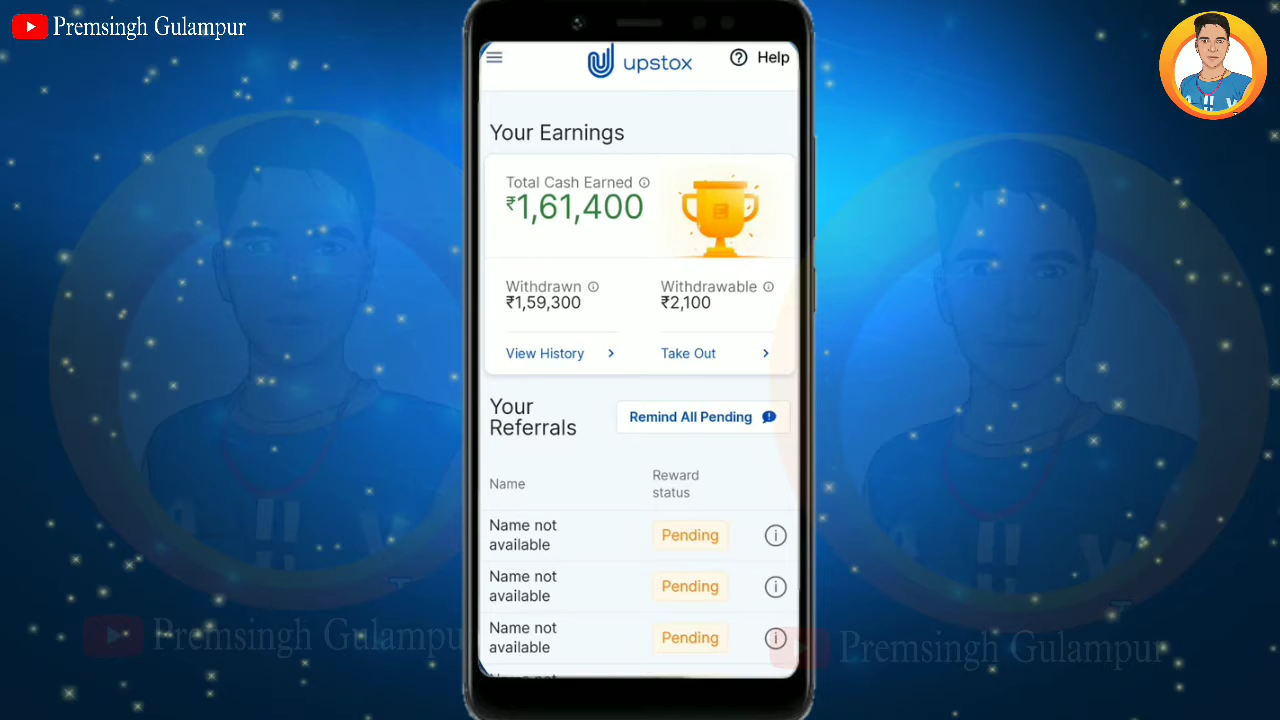 Premsingh Gulampur
upstox
Help
Your Earnings
Total Cash Earned
₹1,61,400
Withdrawn
Withdrawable
₹1,59,300
₹2,100
View History
Take Out
Your
Referrals
Remind All Pending
Name
Reward
status
Name not
available
Pending
Name not
available
Pending
Name not
available
Pending
Premsingh Gulampu
Premsingh Gulampur